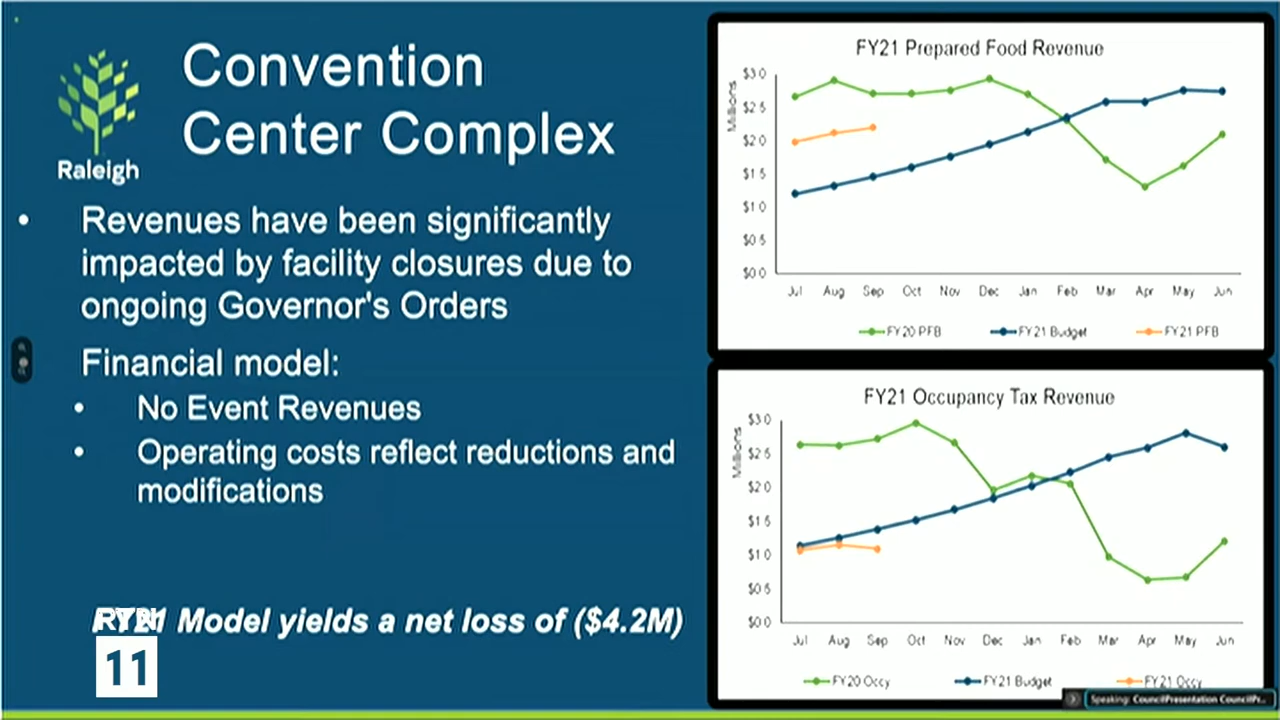 Convention
Center Complex
Raleigh
• Revenues have been significantly
impacted by facility closures due to
ongoing Governor's Orders
Financial model:
• No Event Revenues
• Operating costs reflect reductions and
modifications
Model yields a net loss of ($4.2M)
RTN
11
FY21 Prepared Food Revenue
Millions
$3.0
$2.5
$2.0
$1.5
$1.0
$0.5
$0.0
Jul Aug Sep Oct Nov Dec Jan Feb Mar Apr May Jun
FY20 PFB FY21 Budget FY21 PFB
FY21 Occupancy Tax Revenue
Millions
$3.0
$2.5
$2.0
$1.5
$1.0
$0.5
$0.0
Jul Aug Sep Oct Nov Dec Jan Feb Mar Apr May Jun
FY20 Occy FY21 Budget FY21 Occy
Speaking: CouncilPresentation CouncilPr...